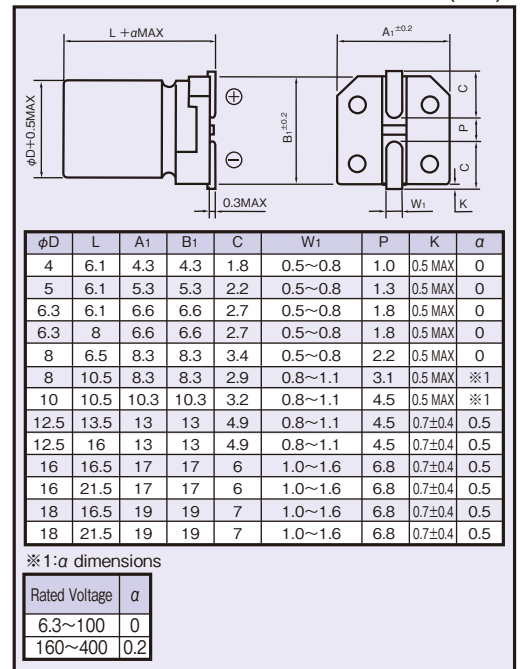 L +αMAX
A1±0.2
φD+0.5MAX
B1±0.2
C
P
C
0.3MAX
W1
K
φD L A1 B1 C W1 P K α
4 6.1 4.3 4.3 1.8 0.5~0.8 1.0 0.5 MAX 0
5 6.1 5.3 5.3 2.2 0.5~0.8 1.3 0.5 MAX 0
6.3 6.1 6.6 6.6 2.7 0.5~0.8 1.8 0.5 MAX 0
6.3 8 6.6 6.6 2.7 0.5~0.8 1.8 0.5 MAX 0
8 6.5 8.3 8.3 3.4 0.5~0.8 2.2 0.5 MAX 0
8 10.5 8.3 8.3 2.9 0.8~1.1 3.1 0.5 MAX ※1
10 10.5 10.3 10.3 3.2 0.8~1.1 4.5 0.5 MAX ※1
12.5 13.5 13 13 4.9 0.8~1.1 4.5 0.7±0.4 0.5
12.5 16 13 13 4.9 0.8~1.1 4.5 0.7±0.4 0.5
16 16.5 17 17 6 1.0~1.6 6.8 0.7±0.4 0.5
16 21.5 17 17 6 1.0~1.6 6.8 0.7±0.4 0.5
18 16.5 19 19 7 1.0~1.6 6.8 0.7±0.4 0.5
18 21.5 19 19 7 1.0~1.6 6.8 0.7±0.4 0.5
※1:α dimensions
Rated Voltage α
6.3~100 0
160~400 0.2